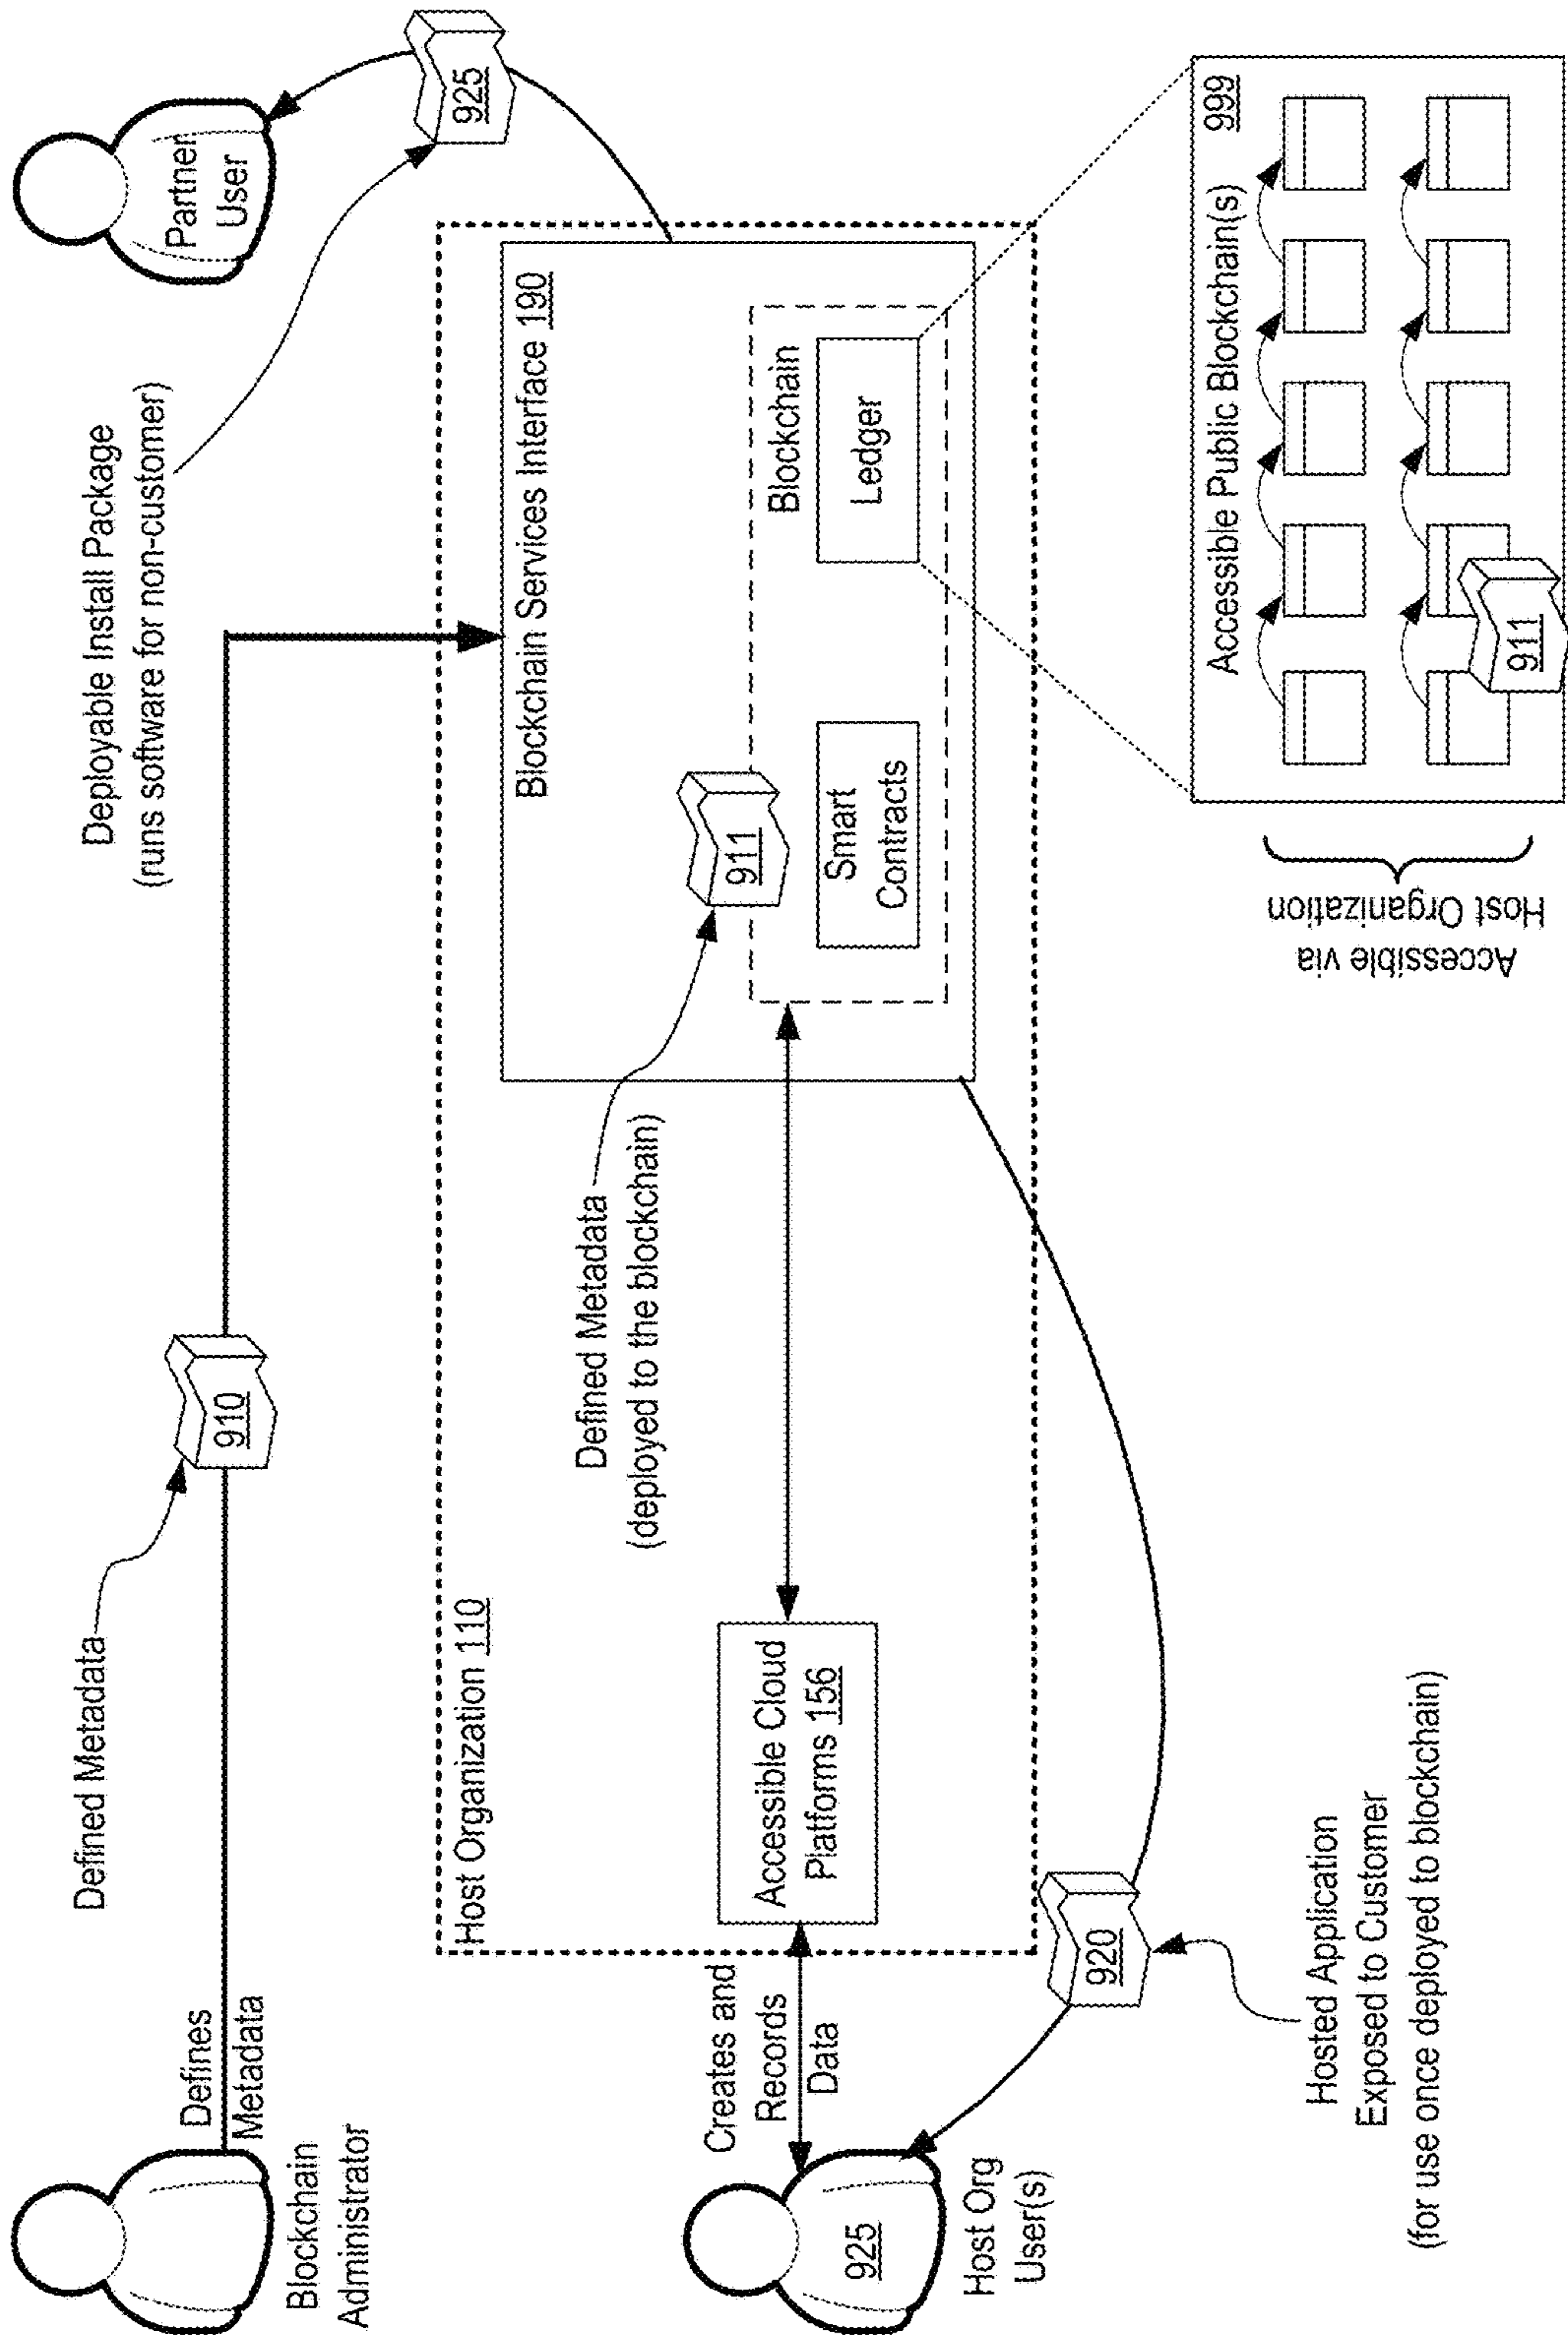 Blockchain
Administrator
Defines
Metadata
Defined Metadata
910
Deployable Install Package
(runs software for non-customer)
Partner
User
925
Host Organization 110
Blockchain Services Interface 190
Defined Metadata
(deployed to the blockchain)
911
Blockchain
Smart
Contracts
Ledger
Accessible Cloud
Platforms 156
Creates and
Records
Data
925
Host Org
User(s)
920
Hosted Application
Exposed to Customer
(for use once deployed to blockchain)
Accessible via
Host Organization
Accessible Public Blockchain(s)
999
911